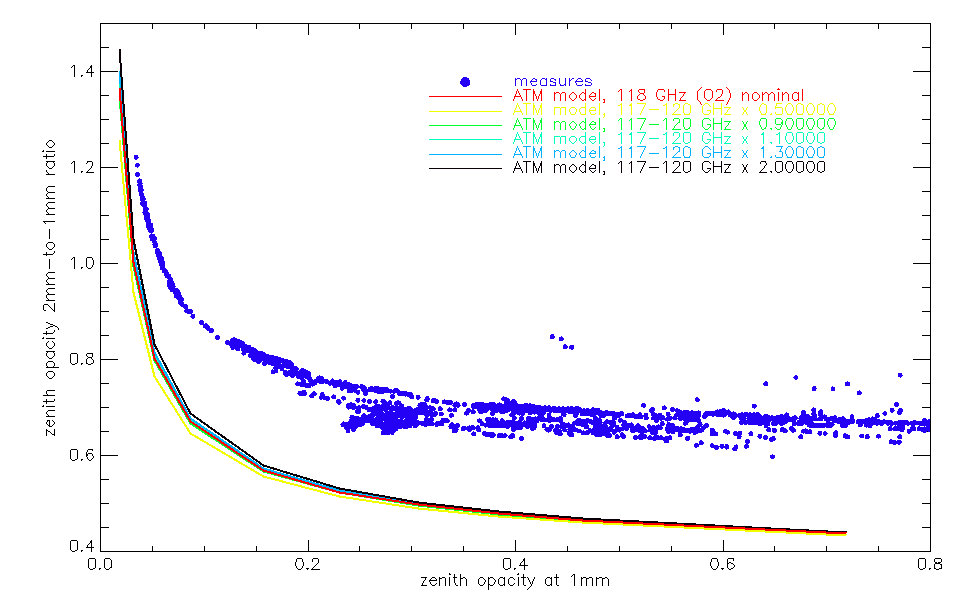 measures
ATM model, 118 GHz (O2) nominal
ATM model, 117-120 GHz x 0.500000
ATM model, 117-120 GHz x 0.900000
ATM model, 117-120 GHz x 1.10000
ATM model, 117-120 GHz x 1.30000
ATM model, 117-120 GHz x 2.00000
zenith opacity 2mm-to-1mm ratio
1.4
1.2
1.0
0.8
0.6
0.4
0.0 0.2 0.4 0.6 0.8
zenith opacity at 1mm